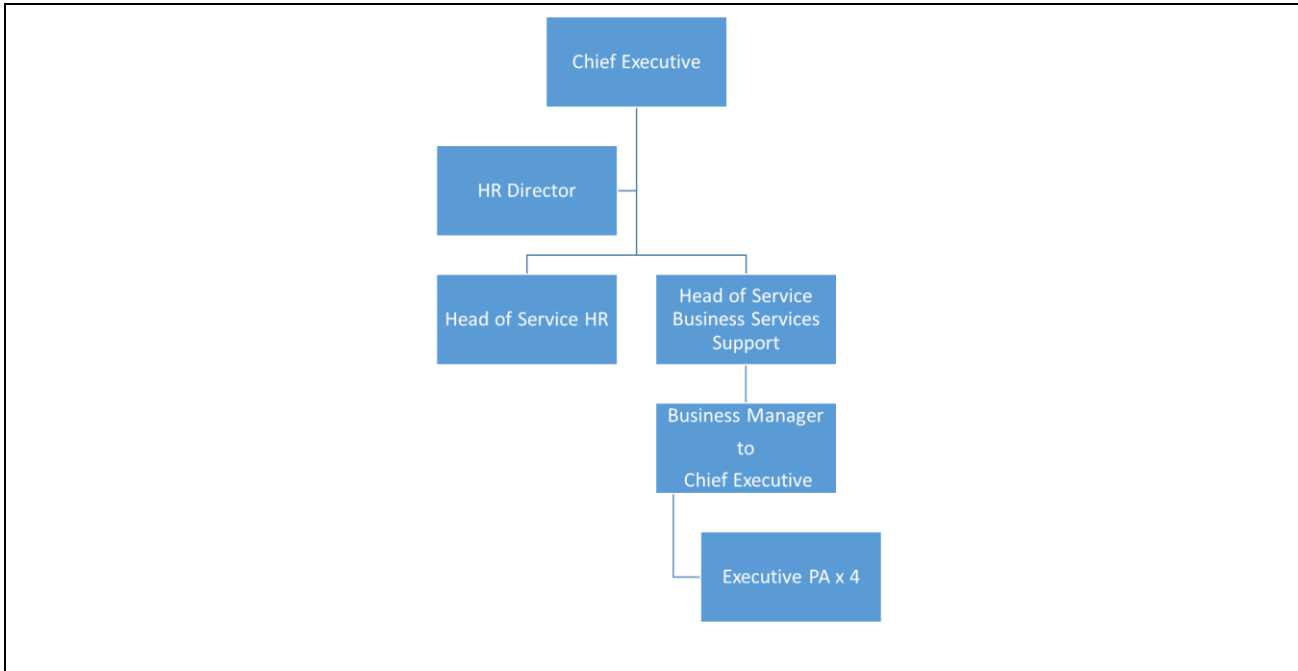 Chief Executive
HR Director
Head of Service HR
Head of Service
Business Services
Support
Business Manager
to
Chief Executive
Executive PA x 4